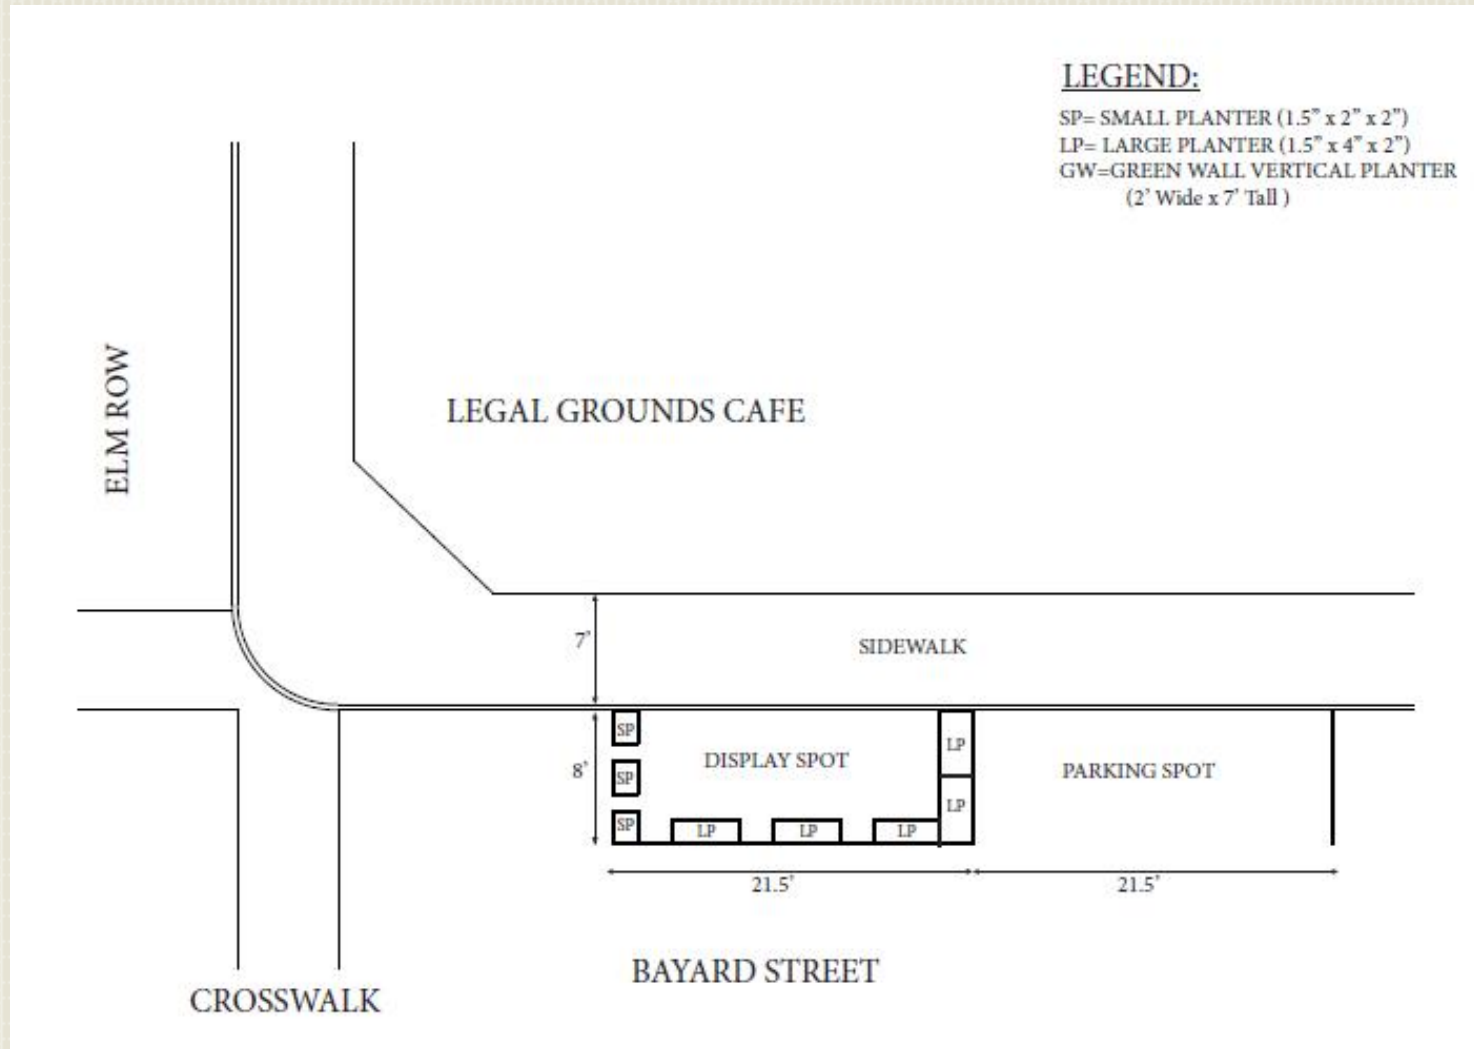 LEGEND:
SP= SMALL PLANTER (1.5” x 2” x 2”)
LP= LARGE PLANTER (1.5” x 4” x 2”)
GW=GREEN WALL VERTICAL PLANTER
(2’ Wide x 7’ Tall )
ELM ROW
LEGAL GROUNDS CAFE
7’
SIDEWALK
SP
LP
DISPLAY SPOT
8’
PARKING SPOT
SP
LP
SP
LP
LP
LP
21.5’
21.5’
BAYARD STREET
CROSSWALK